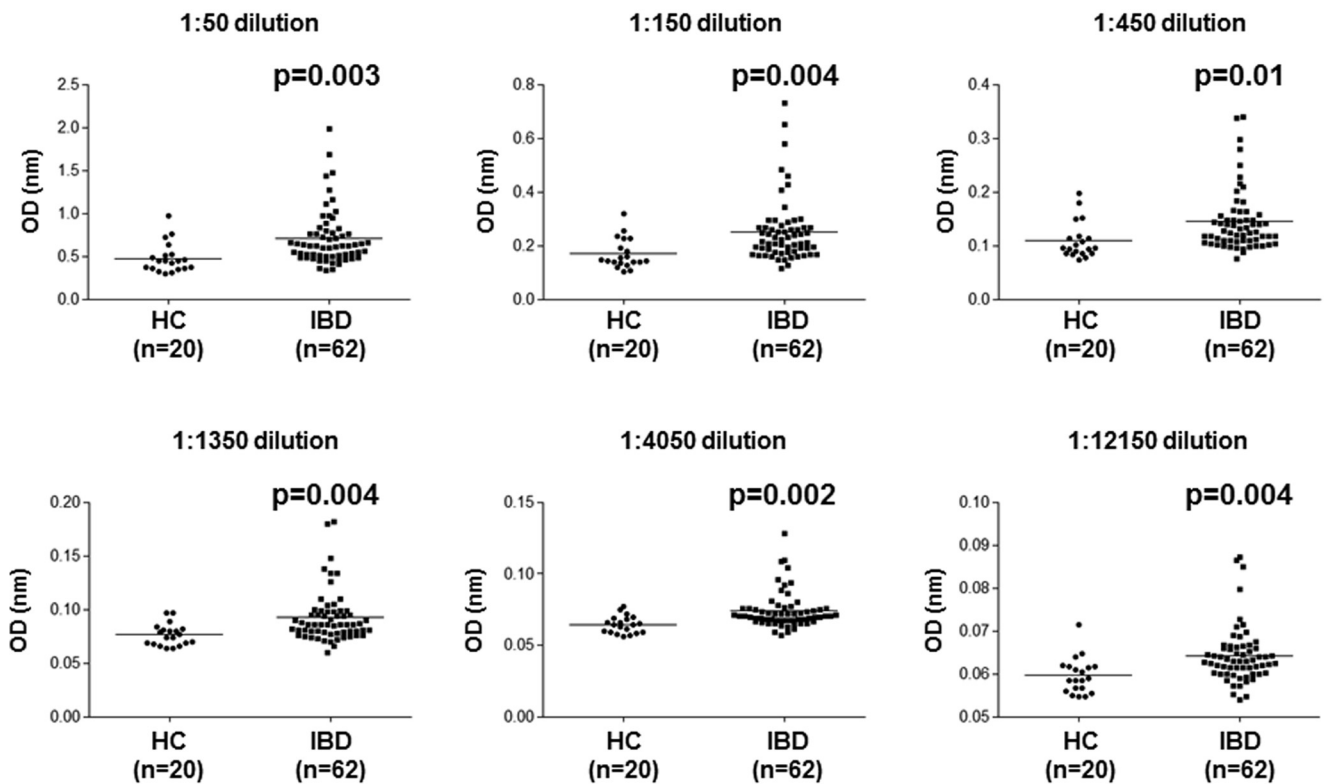 1:50 dilution
p=0.003
OD (nm)
2.5
2.0
1.5
1.0
0.5
0.0
HC
(n=20)
IBD
(n=62)
1:150 dilution
p=0.004
OD (nm)
0.8
0.6
0.4
0.2
0.0
HC
(n=20)
IBD
(n=62)
1:450 dilution
p=0.01
OD (nm)
0.4
0.3
0.2
0.1
0.0
HC
(n=20)
IBD
(n=62)
1:1350 dilution
p=0.004
OD (nm)
0.20
0.15
0.10
0.05
0.00
HC
(n=20)
IBD
(n=62)
1:4050 dilution
p=0.002
OD (nm)
0.15
0.10
0.05
0.00
HC
(n=20)
IBD
(n=62)
1:12150 dilution
p=0.004
OD (nm)
0.10
0.09
0.08
0.07
0.06
0.05
HC
(n=20)
IBD
(n=62)